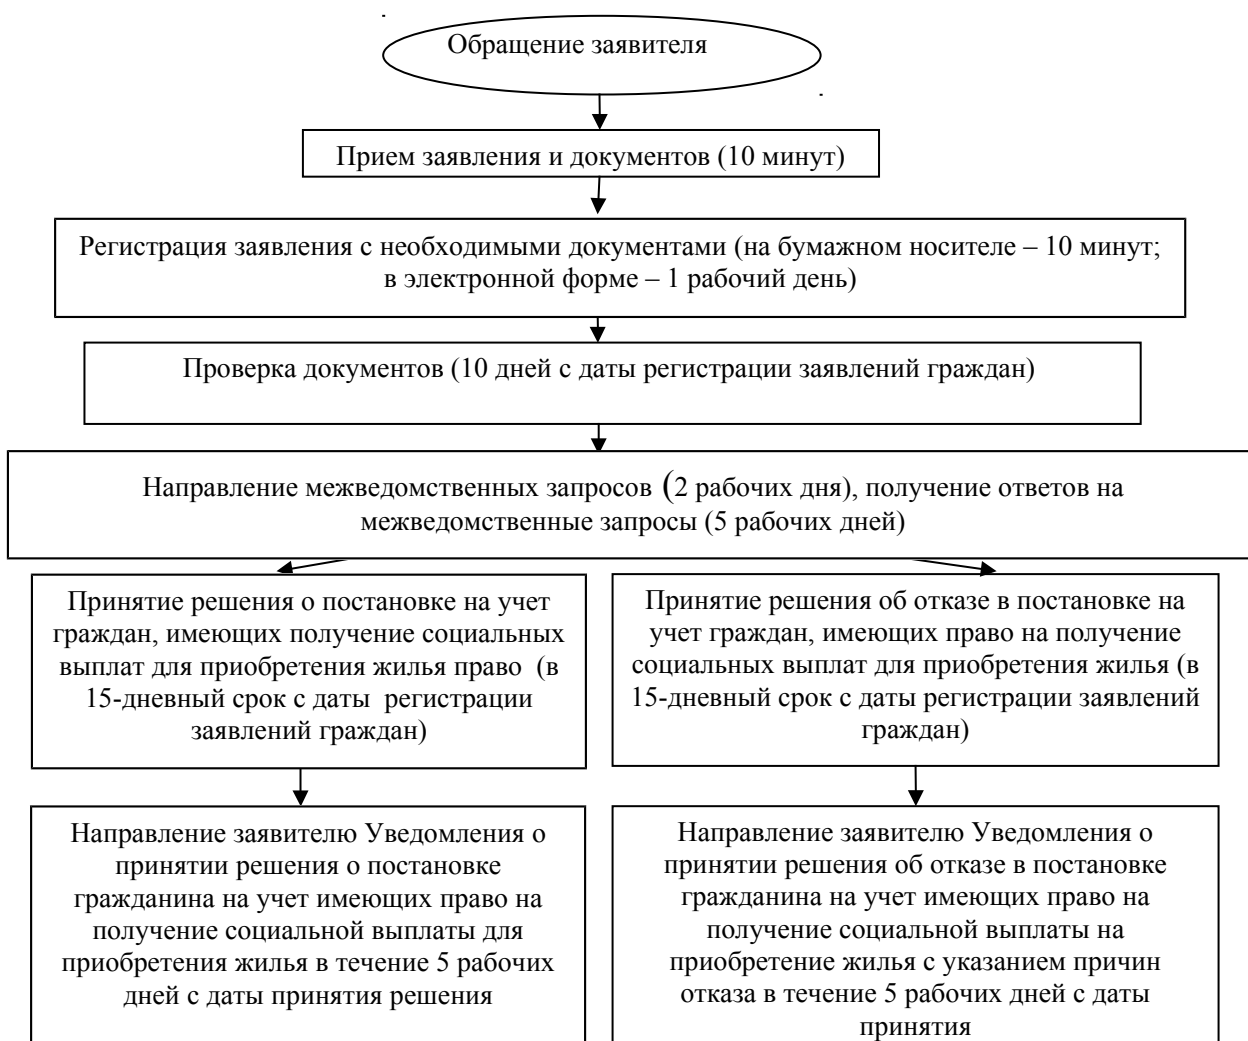 Обращение заявителя
Прием заявления и документов (10 минут)
Регистрация заявления с необходимыми документами (на бумажном носителе – 10 минут;
в электронной форме – 1 рабочий день)
Проверка документов (10 дней с даты регистрации заявлений граждан)
Направление межведомственных запросов (2 рабочих дня), получение ответов на
межведомственные запросы (5 рабочих дней)
Принятие решения о постановке на учет
граждан, имеющих получение социальных
выплат для приобретения жилья право (в
15-дневный срок с даты регистрации
заявлений граждан)
Принятие решения об отказе в постановке на
учет граждан, имеющих право на получение
социальных выплат для приобретения жилья (в
15-дневный срок с даты регистрации заявлений
граждан)
Направление заявителю Уведомления о
принятии решения о постановке
гражданина на учет имеющих право на
получение социальной выплаты для
приобретения жилья в течение 5 рабочих
дней с даты принятия решения
Направление заявителю Уведомления о
принятии решения об отказе в постановке
гражданина на учет имеющих право на
получение социальной выплаты на
приобретение жилья с указанием причин
отказа в течение 5 рабочих дней с даты
принятия